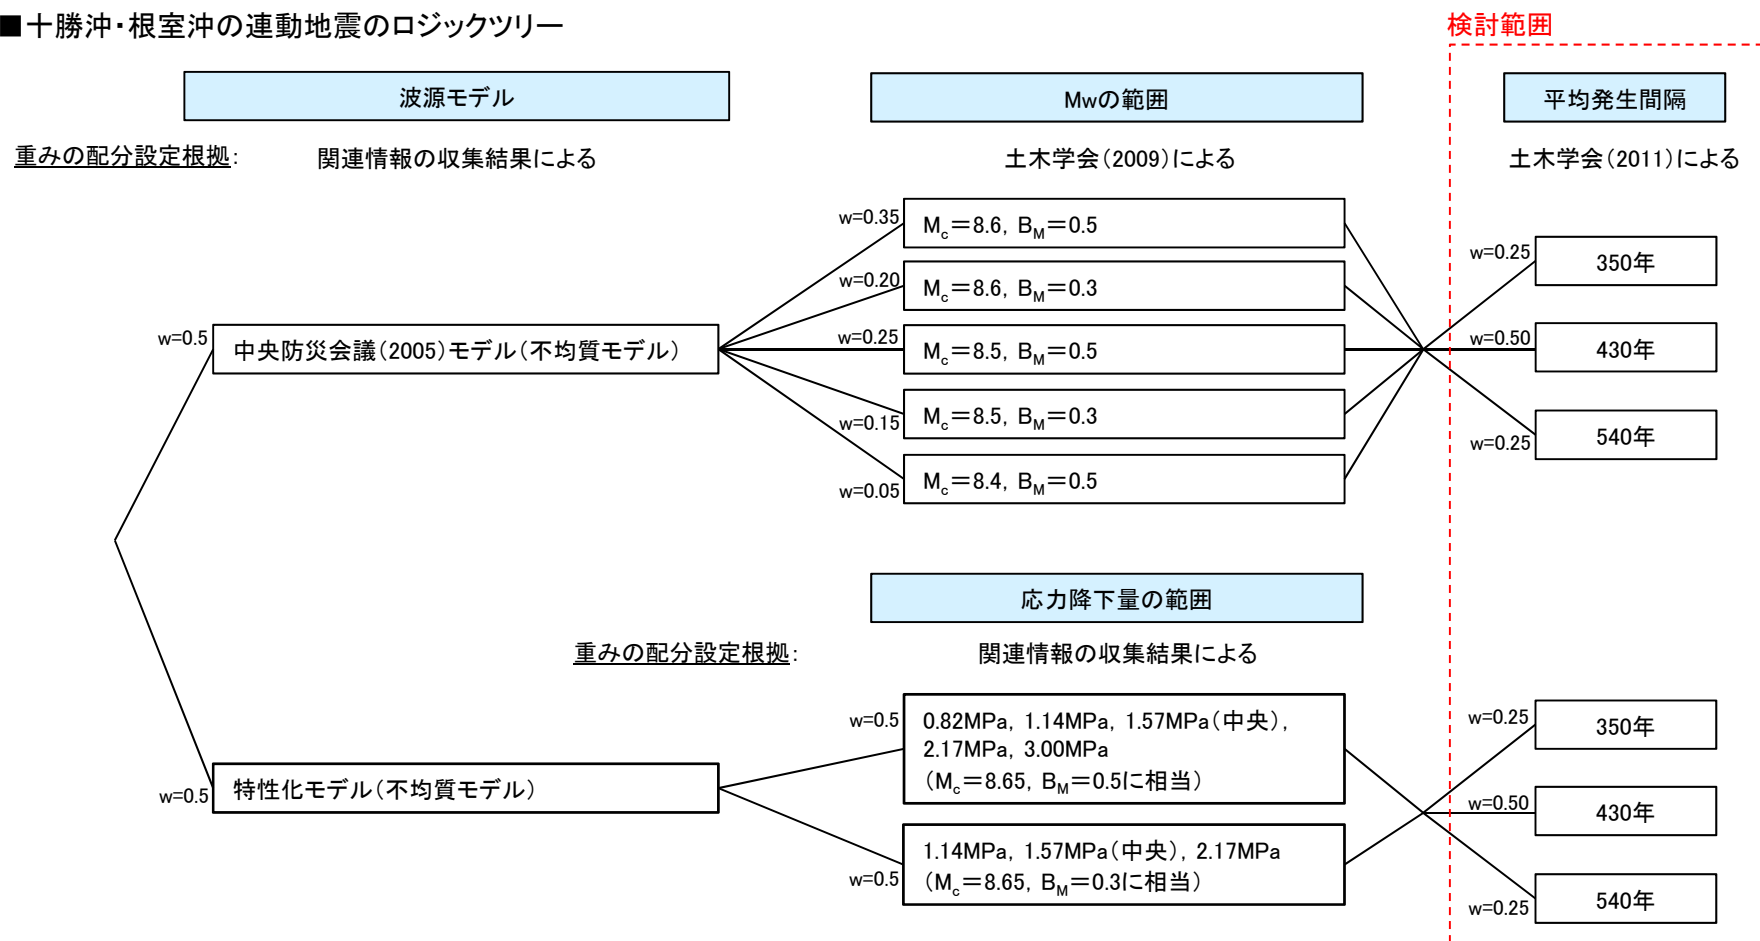 ■十勝沖・根室沖の連動地震のロジックツリー
検討範囲
波源モデル
Mwの範囲
平均発生間隔
重みの配分設定根拠:
関連情報の収集結果による
土木学会(2009)による
土木学会(2011)による
w=0.35
Mc=8.6, BM=0.5
w=0.20
Mc=8.6, BM=0.3
w=0.25
Mc=8.5, BM=0.5
w=0.15
Mc=8.5, BM=0.3
w=0.05
Mc=8.4, BM=0.5
w=0.5
中央防災会議(2005)モデル(不均質モデル)
w=0.25
350年
w=0.50
430年
w=0.25
540年
応力降下量の範囲
重みの配分設定根拠:
関連情報の収集結果による
w=0.5
特性化モデル(不均質モデル)
w=0.5
0.82MPa, 1.14MPa, 1.57MPa(中央),
2.17MPa, 3.00MPa
(Mc=8.65, BM=0.5に相当)
w=0.5
1.14MPa, 1.57MPa(中央), 2.17MPa
(Mc=8.65, BM=0.3に相当)
w=0.25
350年
w=0.50
430年
w=0.25
540年